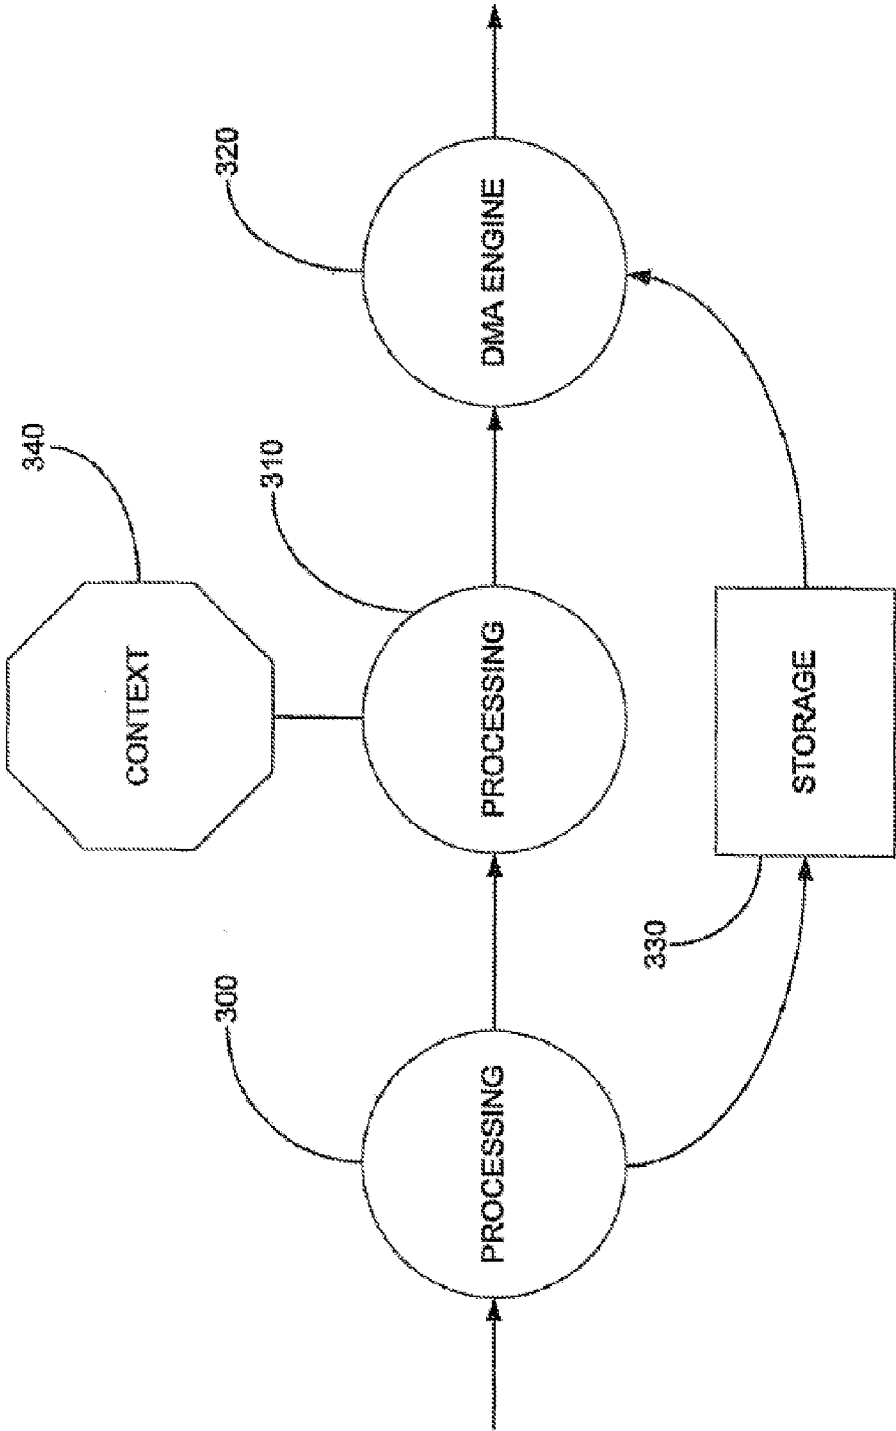 340
CONTEXT
300
310
320
PROCESSING
PROCESSING
DMA ENGINE
330
STORAGE